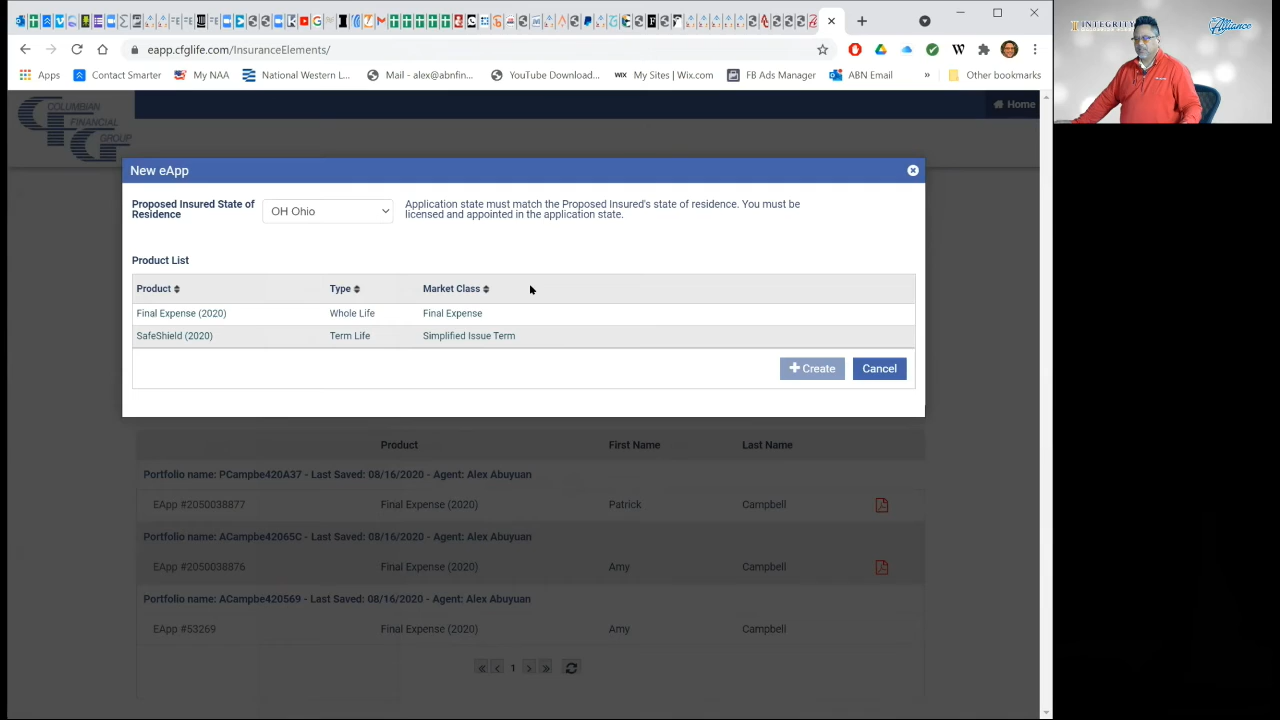 eapp.cfglife.com/InsuranceElements/
Apps
Contact Smarter
My NAA
National Western L...
Mail - alex@abnfin...
YouTube Download...
WIX My Sites | Wix.com
FB Ads Manager
ABN Email
»
Other bookmarks
INTEGRITY
Alliance
COLUMBIAN
FINANCIAL
GROUP
Home
New eApp
Proposed Insured State of
Residence
OH Ohio
Application state must match the Proposed Insured's state of residence. You must be
licensed and appointed in the application state.
Product List
Product Type Market Class
Final Expense (2020) Whole Life Final Expense
SafeShield (2020) Term Life Simplified Issue Term
+ Create Cancel
Product First Name Last Name
Portfolio name: PCampbe420A37 - Last Saved: 08/16/2020 - Agent: Alex Abuyuan
EApp #2050038877 Final Expense (2020) Patrick Campbell
Portfolio name: ACampbe42065C - Last Saved: 08/16/2020 - Agent: Alex Abuyuan
EApp #2050038876 Final Expense (2020) Amy Campbell
Portfolio name: ACampbe420569 - Last Saved: 08/16/2020 - Agent: Alex Abuyuan
EApp #53269 Final Expense (2020) Amy Campbell
« ‹ 1 › »